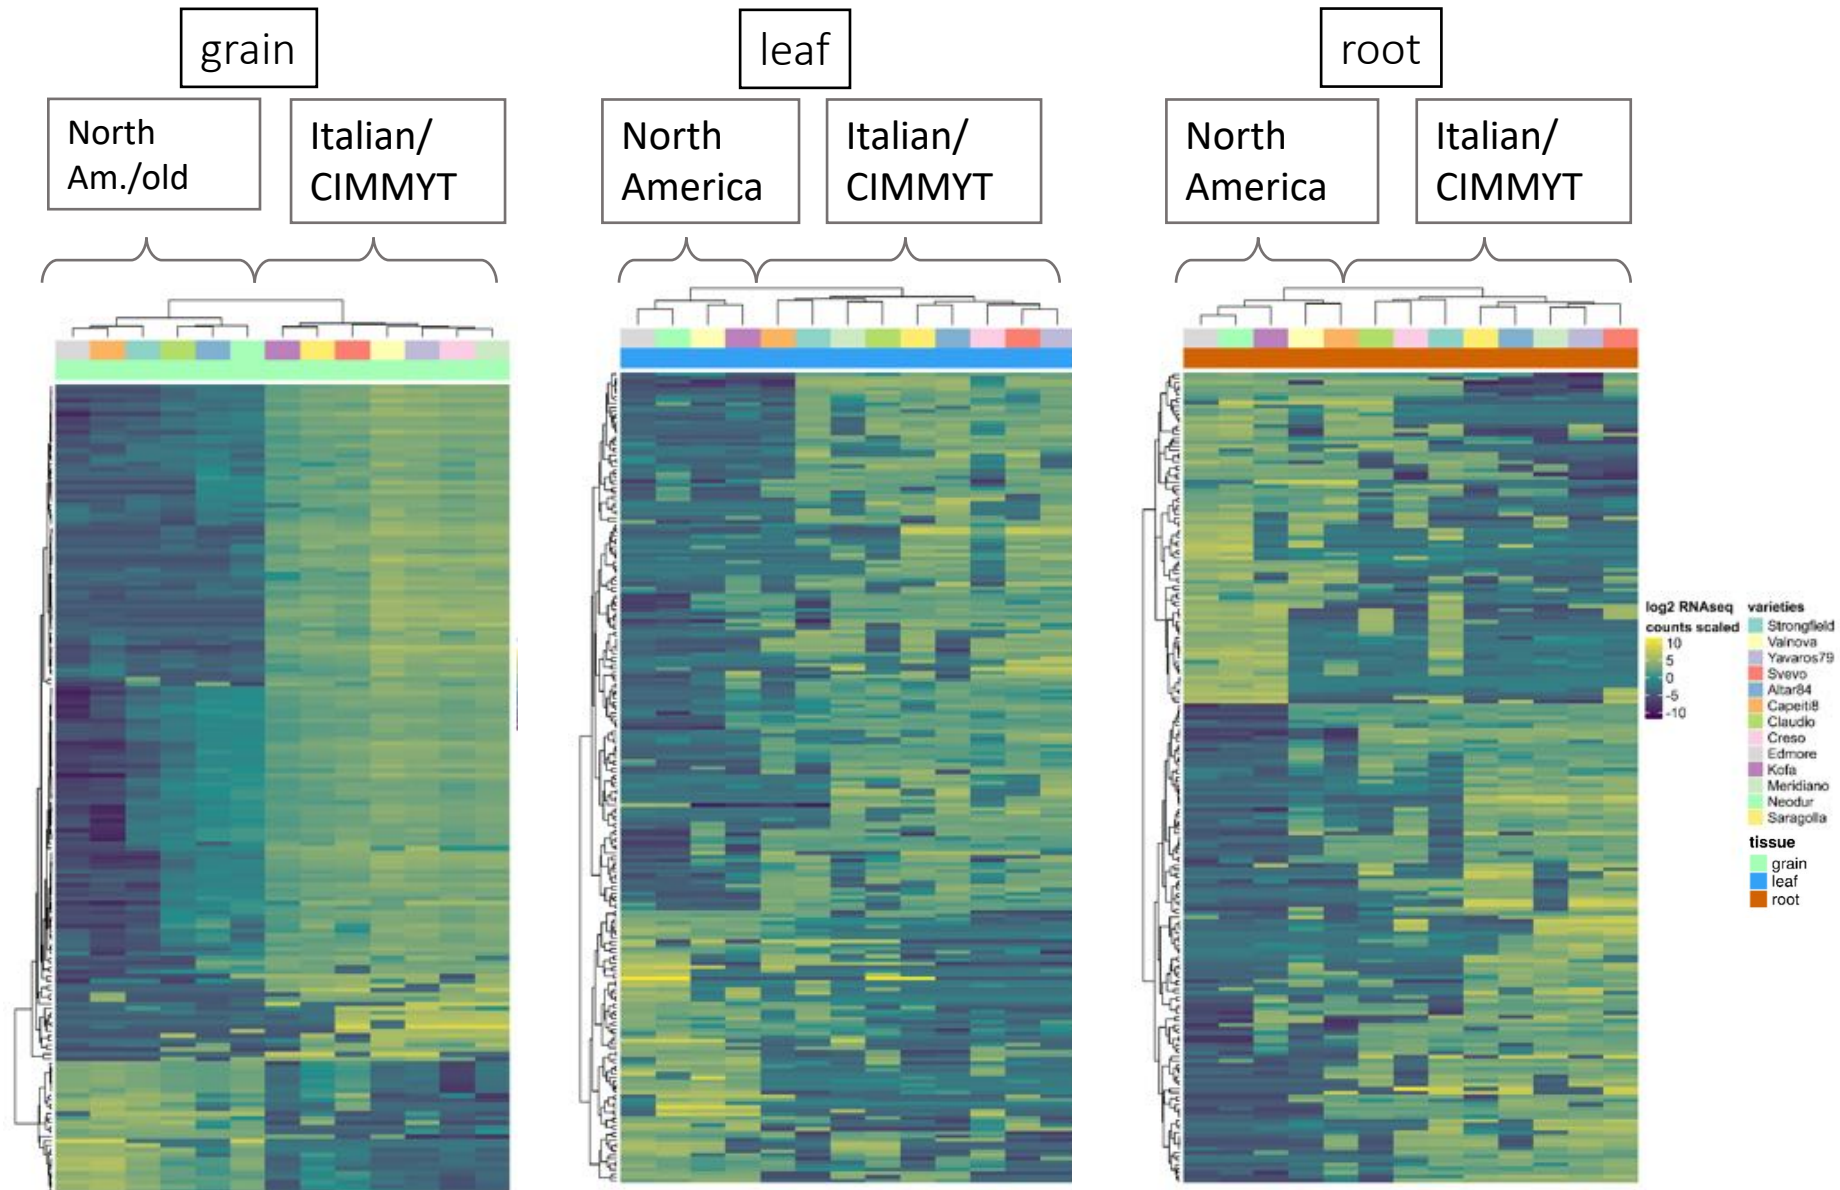 grain
leaf
root
North
Am./old
Italian/
CIMMYT
North
America
Italian/
CIMMYT
North
America
Italian/
CIMMYT
log2 RNAseq
counts scaled
10
5
0
-5
-10
varieties
Strongfield
Valnova
Yavaros79
Svevo
Altar84
Capeiti8
Claudio
Creso
Edmore
Kofa
Meridiano
Neodur
Saragolla
tissue
grain
leaf
root